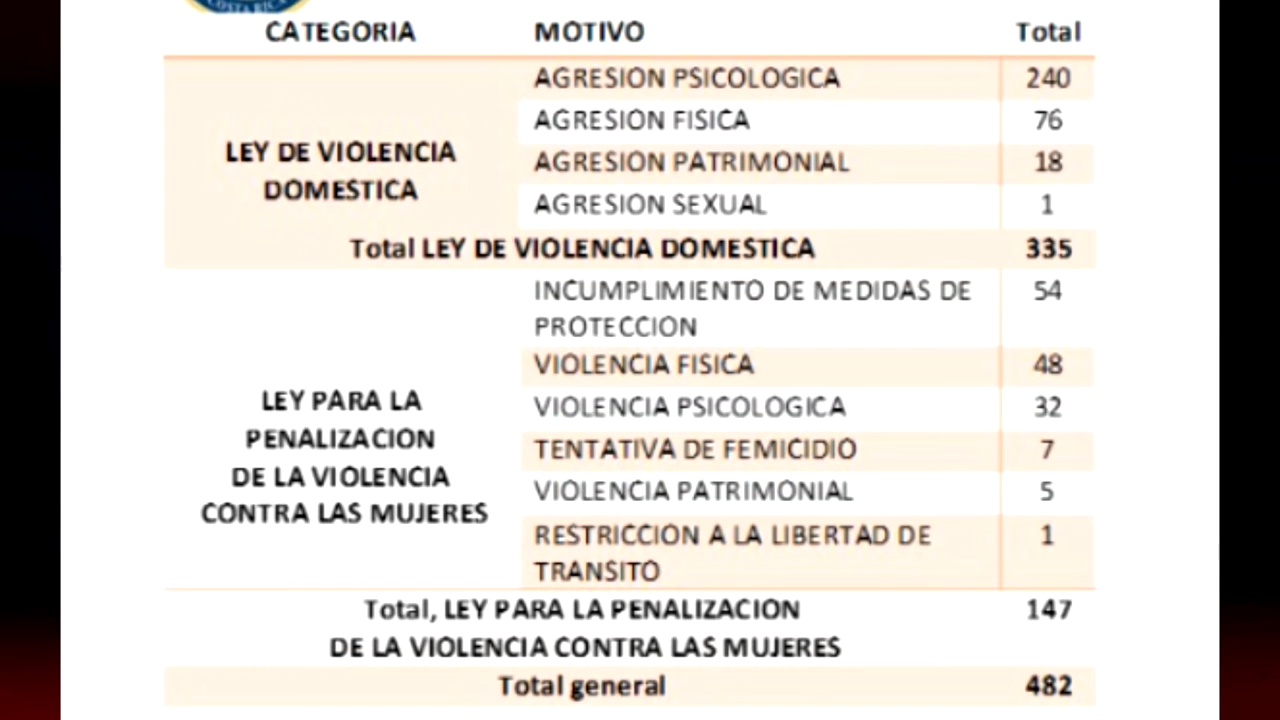 COSTA RICA
CATEGORIA MOTIVO Total
AGRESION PSICOLOGICA 240
AGRESION FISICA 76
LEY DE VIOLENCIA
DOMESTICA
AGRESION PATRIMONIAL 18
AGRESION SEXUAL 1
Total LEY DE VIOLENCIA DOMESTICA 335
INCUMPLIMIENTO DE MEDIDAS DE
PROTECCION
54
VIOLENCIA FISICA 48
LEY PARA LA
PENALIZACION
DE LA VIOLENCIA
CONTRA LAS MUJERES
VIOLENCIA PSICOLOGICA 32
TENTATIVA DE FEMICIDIO 7
VIOLENCIA PATRIMONIAL 5
RESTRICCION A LA LIBERTAD DE
TRANSITO
1
Total, LEY PARA LA PENALIZACION
DE LA VIOLENCIA CONTRA LAS MUJERES
147
Total general 482